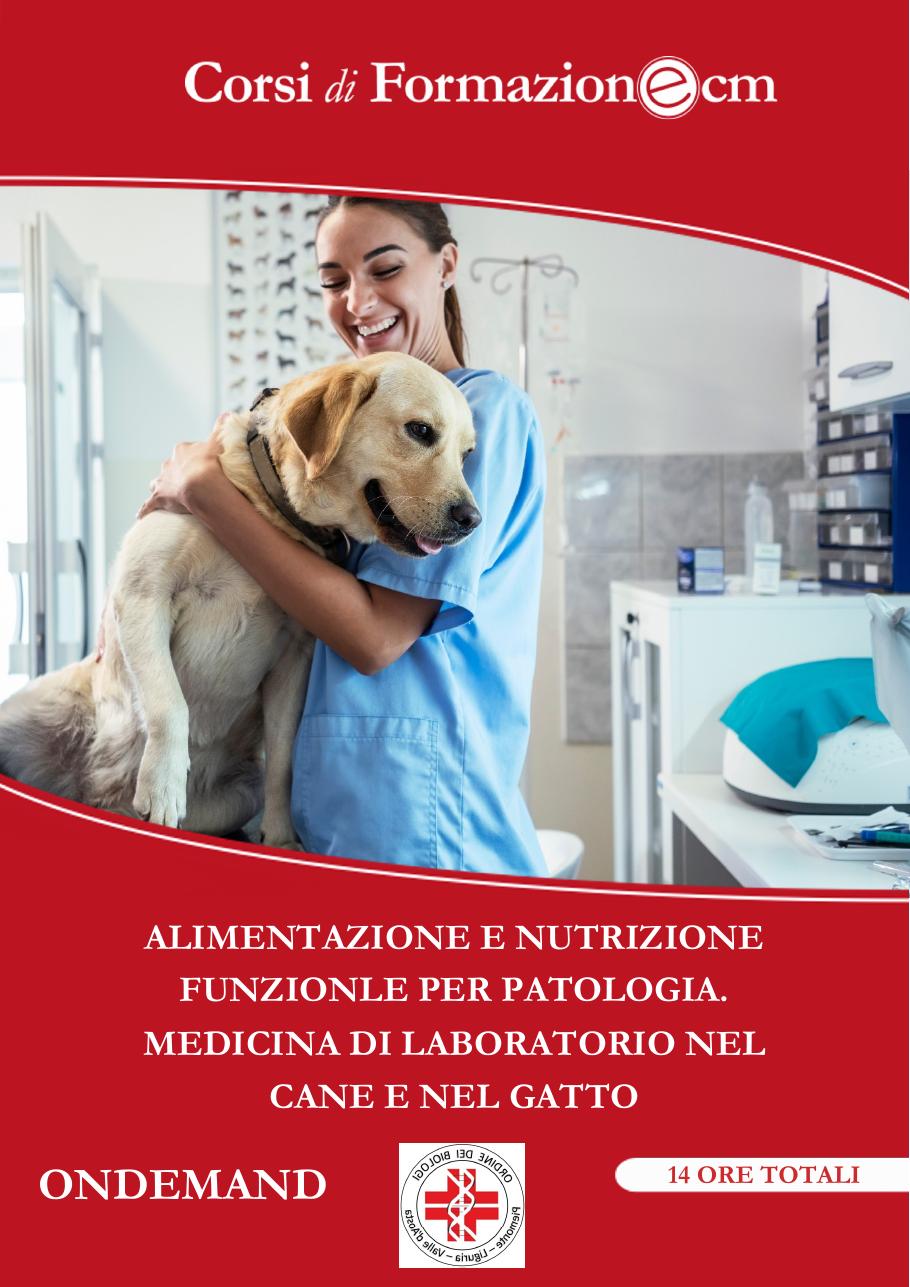 Corsi di Formazionecm
ALIMENTAZIONE E NUTRIZIONE
FUNZIONLE PER PATOLOGIA.
MEDICINA DI LABORATORIO NEL
CANE E NEL GATTO
ORDINE DEI BIOLOGI
Piemonte – Liguria – Valle d'Aosta
ONDEMAND
14 ORE TOTALI